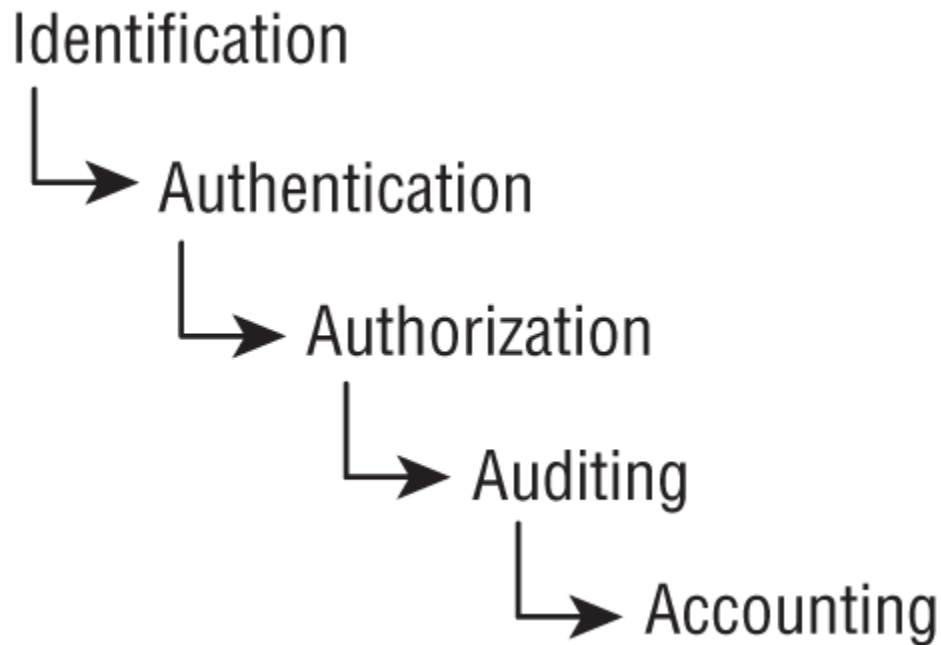 Identification
Authentication
Authorization
Auditing
Accounting